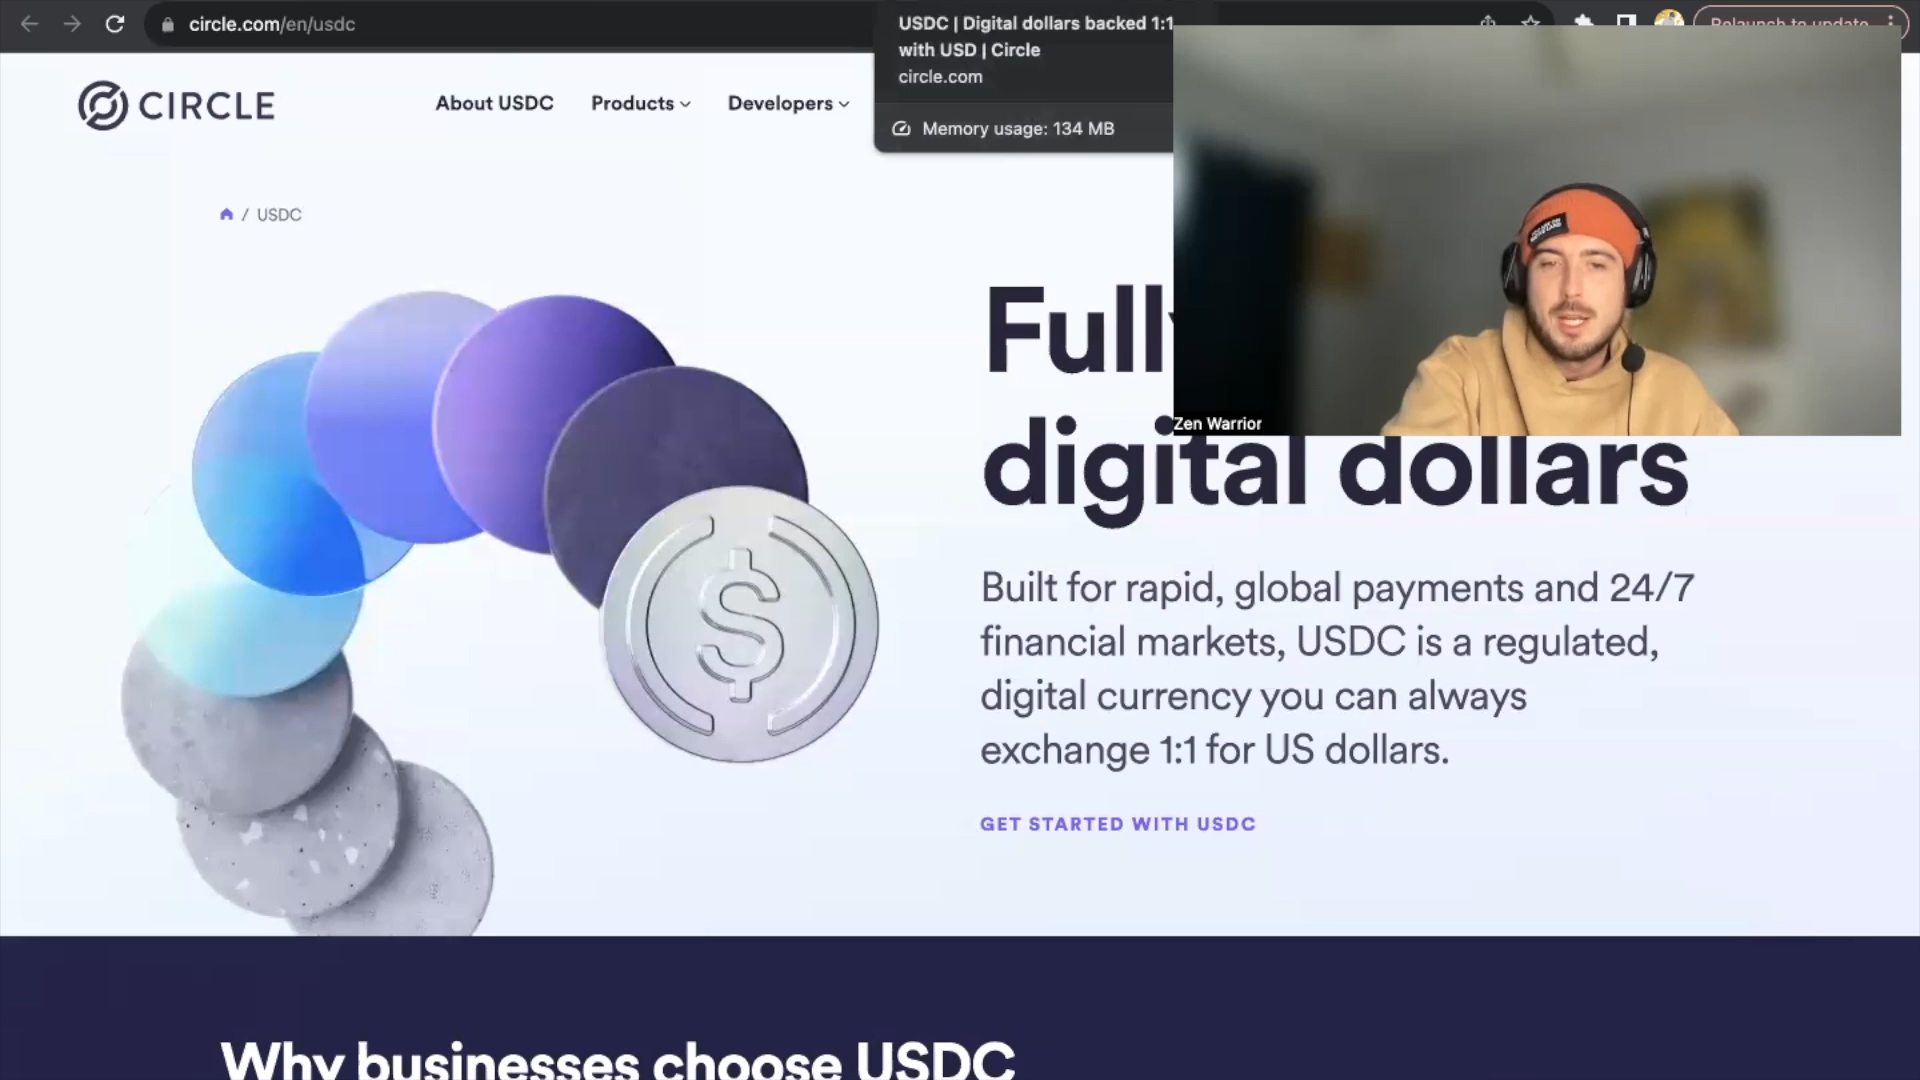 circle.com/en/usdc
USDC | Digital dollars backed 1:1
with USD | Circle
circle.com
Memory usage: 134 MB
Relaunch to update
CIRCLE
About USDC
Products
Developers
/ USDC
Zen Warrior
Full
digital dollars
Built for rapid, global payments and 24/7
financial markets, USDC is a regulated,
digital currency you can always
exchange 1:1 for US dollars.
GET STARTED WITH USDC
Why businesses choose USDC